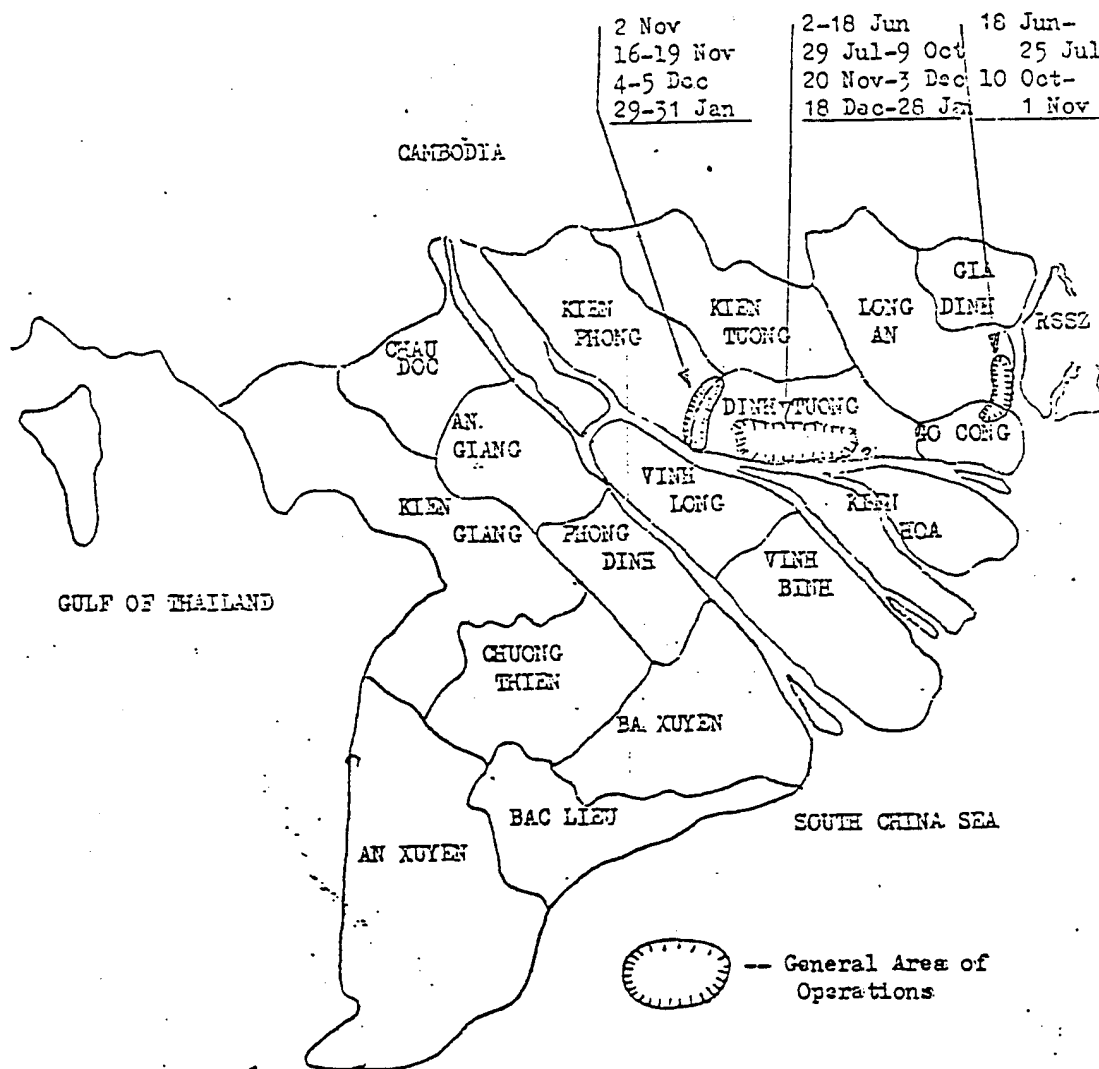 2 Nov
16-19 Nov
4-5 Dec
29-31 Jan
2-18 Jun
29 Jul-9 Oct
20 Nov-3 Dec
18 Dec-28 Jan
18 Jun-
25 Jul
10 Oct-
1 Nov
CAMBODIA
GIA
DINH
RSSZ
LONG
AN
KIEN
TUONG
KIEN
PHONG
CHAU
DOC
DINH TUONG
GO CONG
AN
GIANG
VINH
LONG
KIEN
HOA
KIEN
GIANG
PHONG
DINH
VINH
BINH
GULF OF THAILAND
CHUONG
THIEN
BA XUYEN
BAC LIEU
SOUTH CHINA SEA
AN XUYEN
-- General Area of
Operations